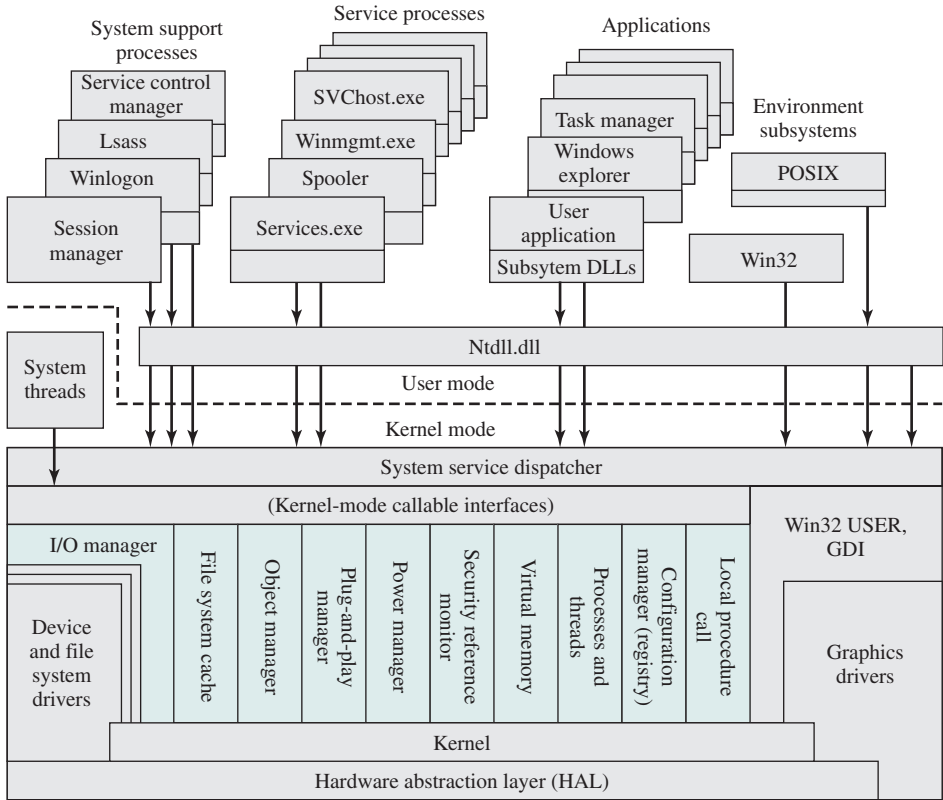 System support
processes
Service control
manager
Lsass
Winlogon
Session
manager
Service processes
SVChost.exe
Winmgmt.exe
Spooler
Services.exe
Applications
Task manager
Windows
explorer
User
application
Subsytem DLLs
Environment
subsystems
POSIX
Win32
System
threads
Ntdll.dll
User mode
Kernel mode
System service dispatcher
(Kernel-mode callable interfaces)
Win32 USER,
GDI
I/O manager
Device
and file
system
drivers
File system cache
Object manager
Plug-and-play
manager
Power manager
Security reference
monitor
Virtual memory
Processes and
threads
Configuration
manager (registry)
Local procedure
call
Graphics
drivers
Kernel
Hardware abstraction layer (HAL)